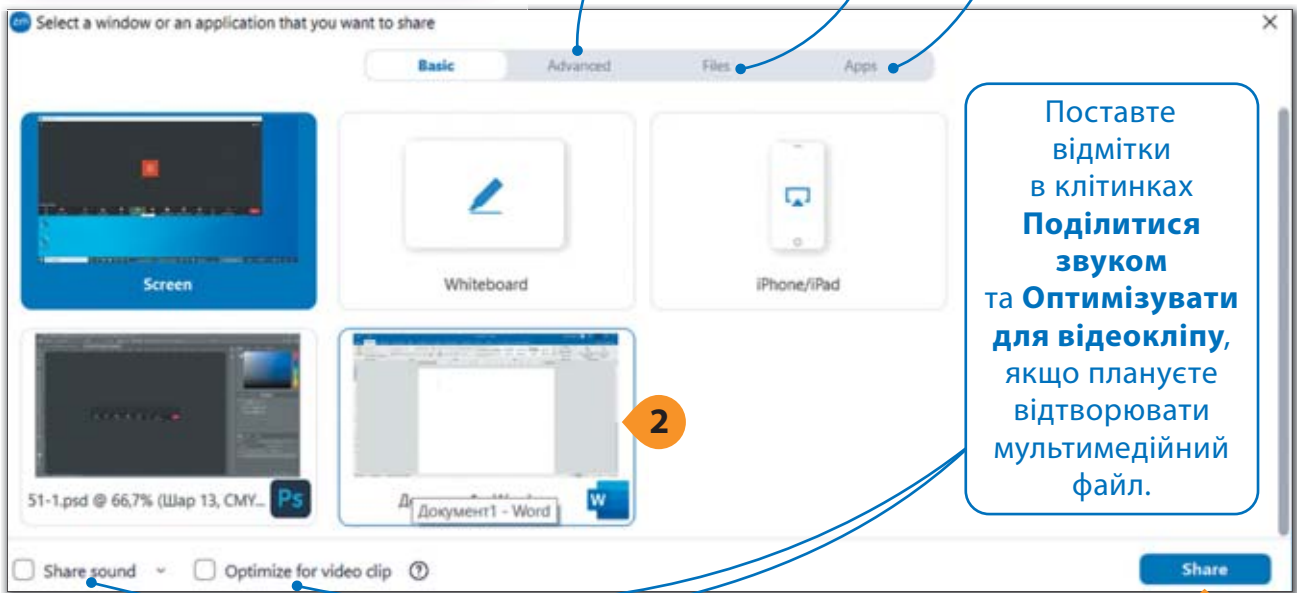 Select a window or an application that you want to share
Basic Advanced Files Apps
Screen
Whiteboard
iPhone/iPad
51-1.psd @ 66,7% (Шар 13, CMY...
Ps
Документ1 - Word
W
2
Share sound
Optimize for video clip
Share
Поставте
відмітки
в клітинках
Поділитися
звуком
та Оптимізувати
для відеокліпу,
якщо плануєте
відтворювати
мультимедійний
файл.